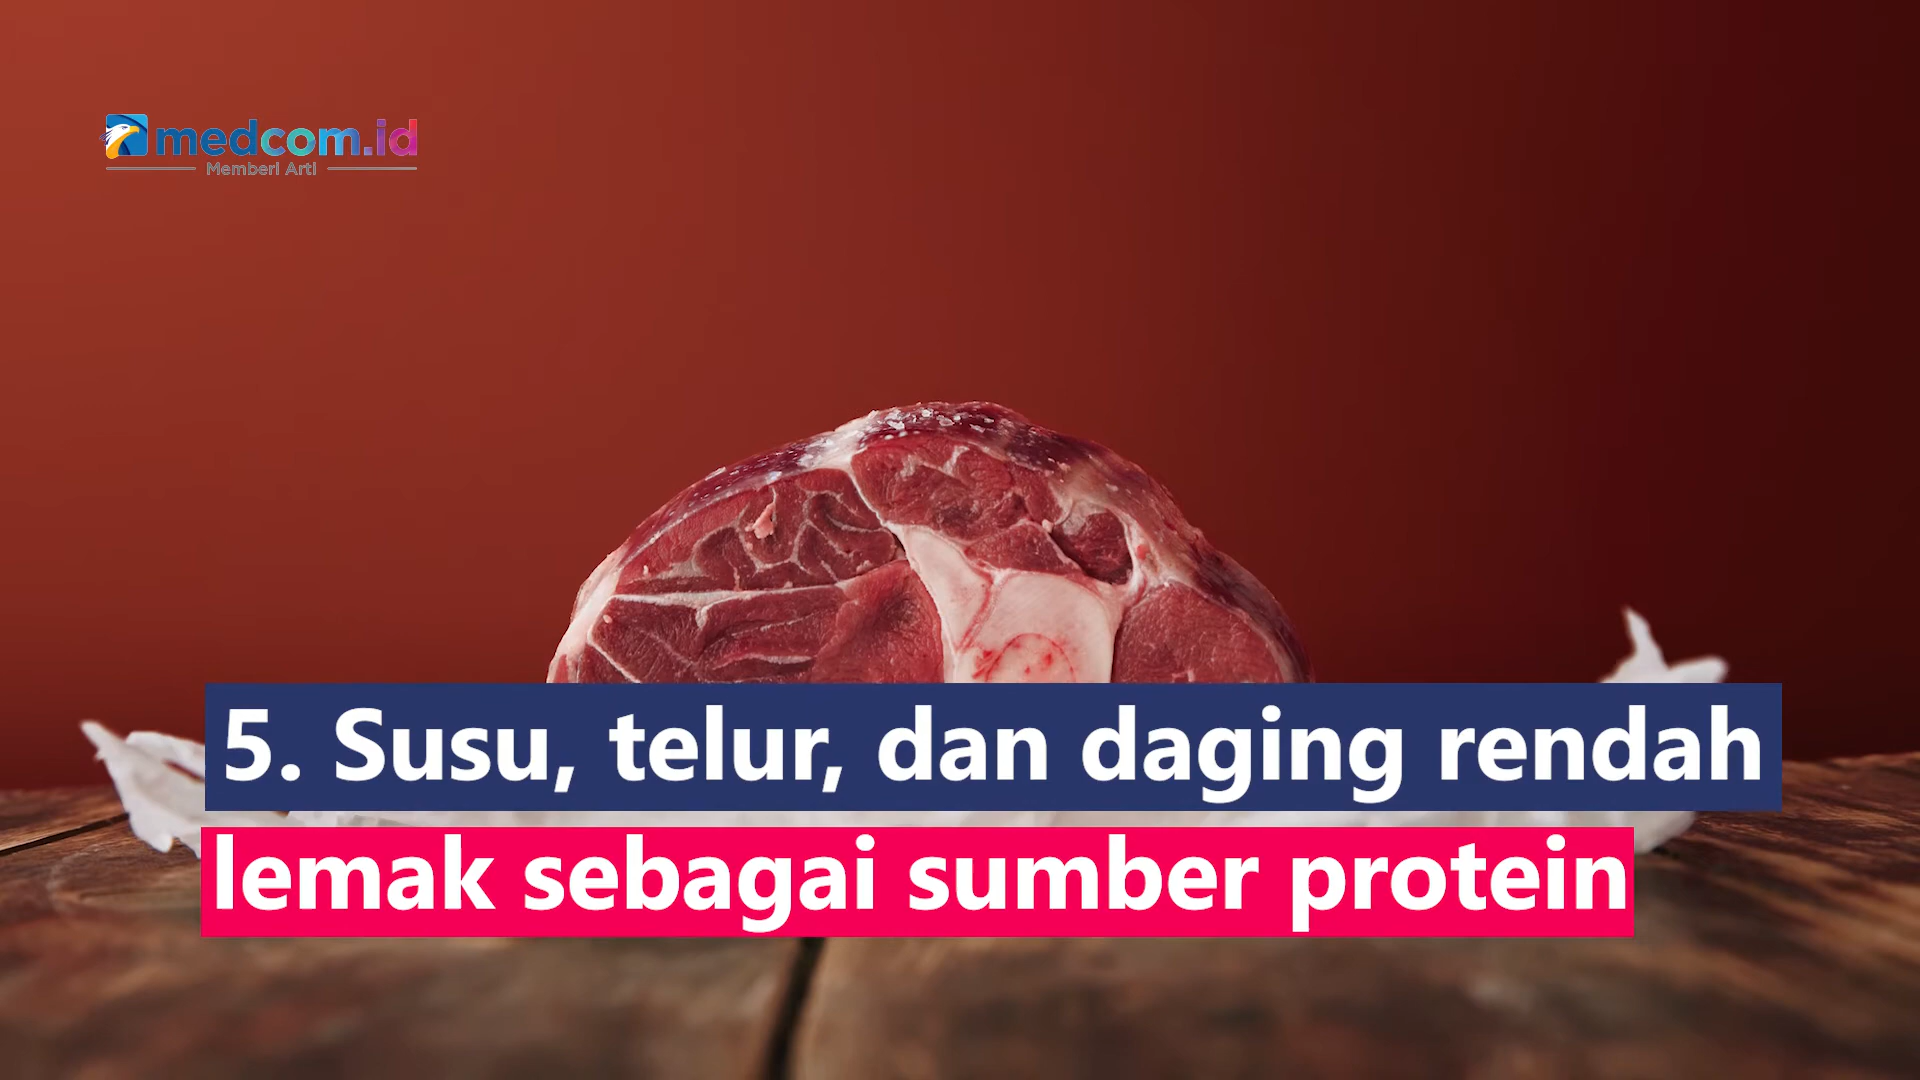 medcom.id
Memberi Arti
5. Susu, telur, dan daging rendah
lemak sebagai sumber protein